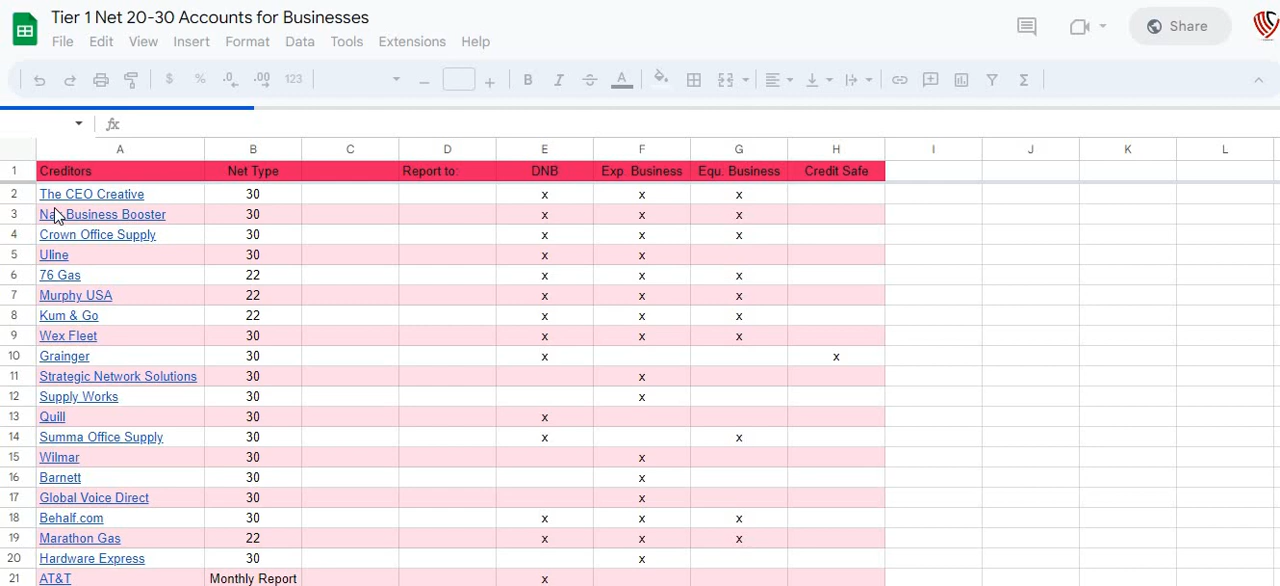 Tier 1 Net 20-30 Accounts for Businesses
File Edit View Insert Format Data Tools Extensions Help
Share
$ % .0 .00 123 B I A Σ
fx
A B C D E F G H I J K L
1 Creditors Net Type Report to: DNB Exp. Business Equ. Business Credit Safe
2 The CEO Creative 30 x x x
3 Business Booster 30 x x x
4 Crown Office Supply 30 x x x
5 Uline 30 x x
6 76 Gas 22 x x x
7 Murphy USA 22 x x x
8 Kum & Go 22 x x x
9 Wex Fleet 30 x x x
10 Grainger 30 x x
11 Strategic Network Solutions 30 x
12 Supply Works 30 x
13 Quill 30 x
14 Summa Office Supply 30 x x
15 Wilmar 30 x
16 Barnett 30 x
17 Global Voice Direct 30 x
18 Behalf.com 30 x x x
19 Marathon Gas 22 x x x
20 Hardware Express 30 x
21 AT&T Monthly Report x